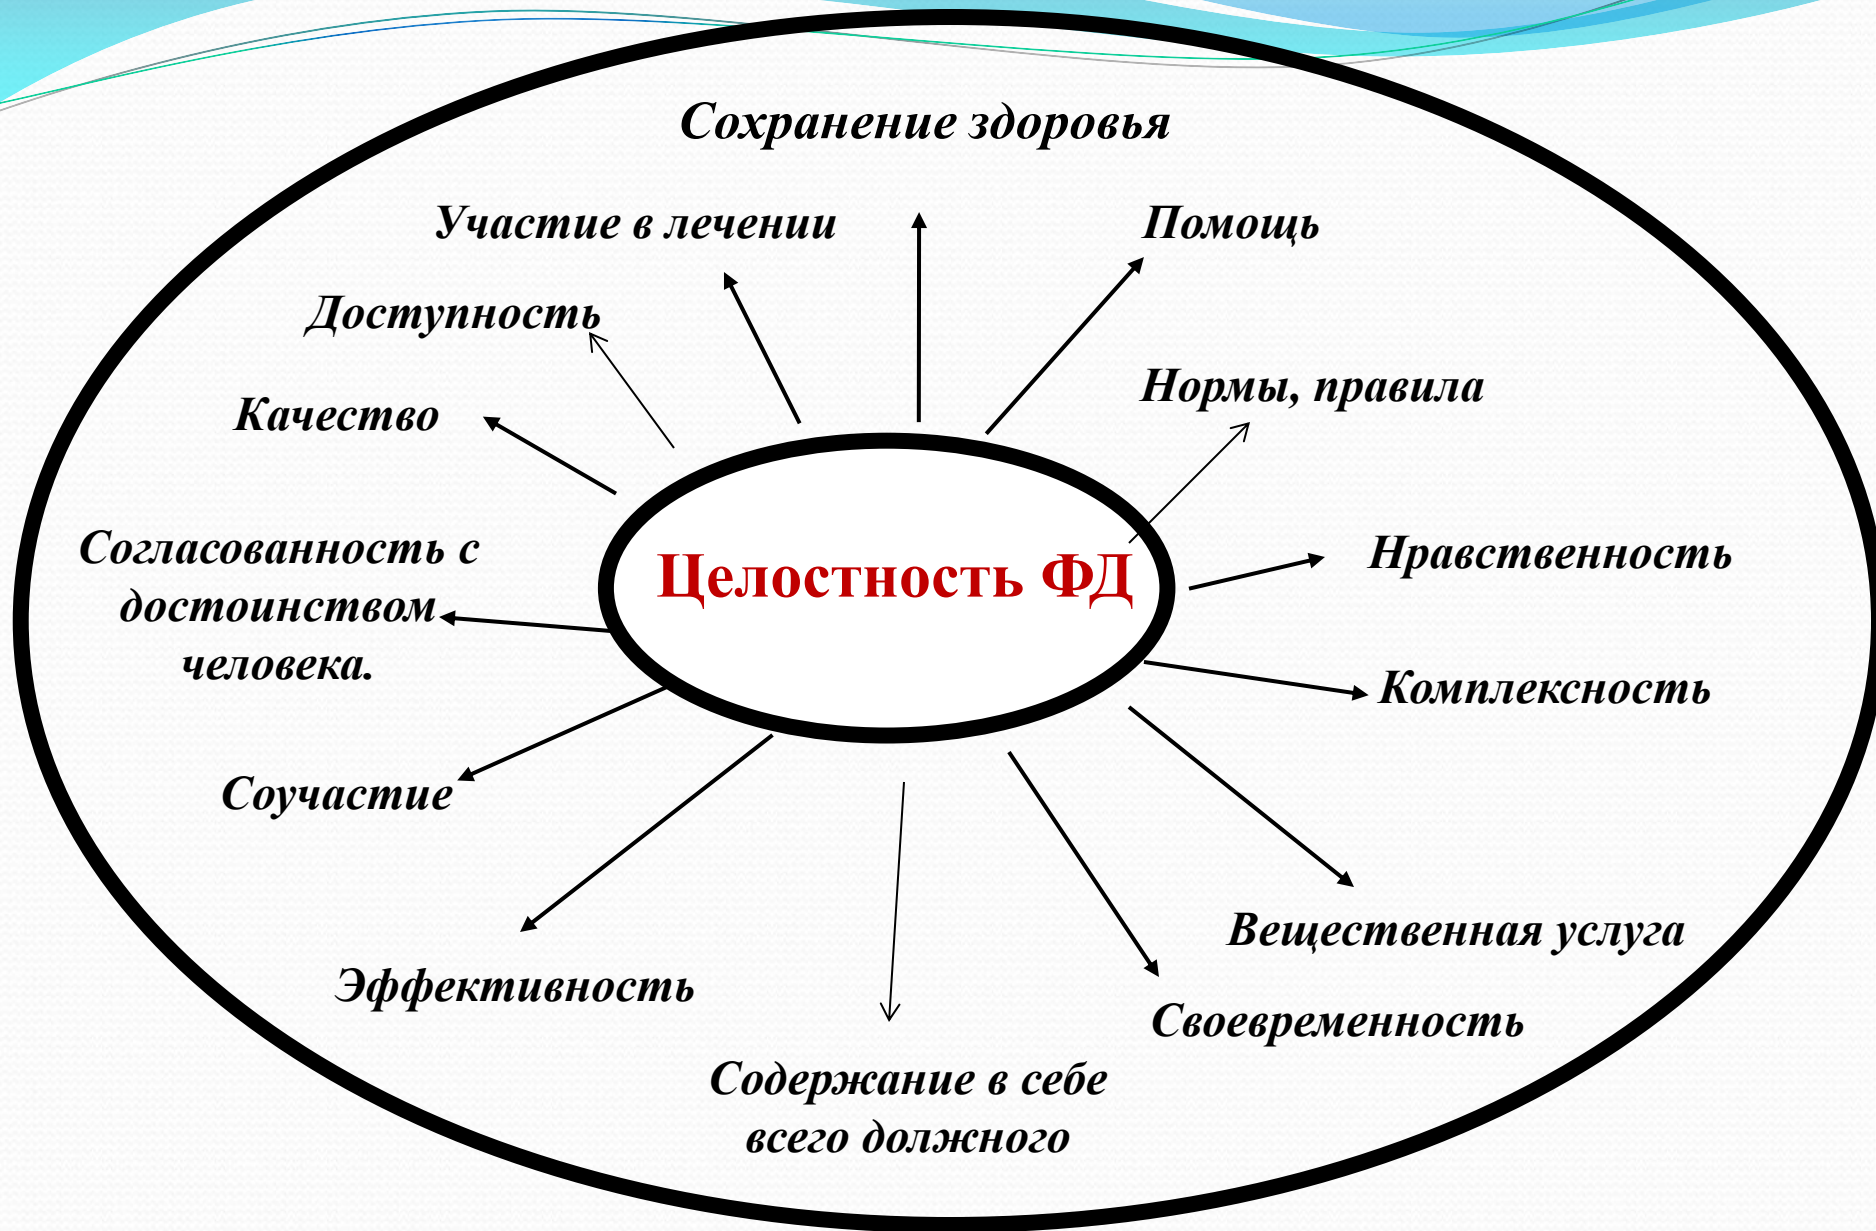 Сохранение здоровья
Участие в лечении
Помощь
Доступность
Нормы, правила
Качество
Согласованность с
достоинством
человека.
Целостность ФД
Нравственность
Комплексность
Соучастие
Вещественная услуга
Эффективность
Своевременность
Содержание в себе
всего должного